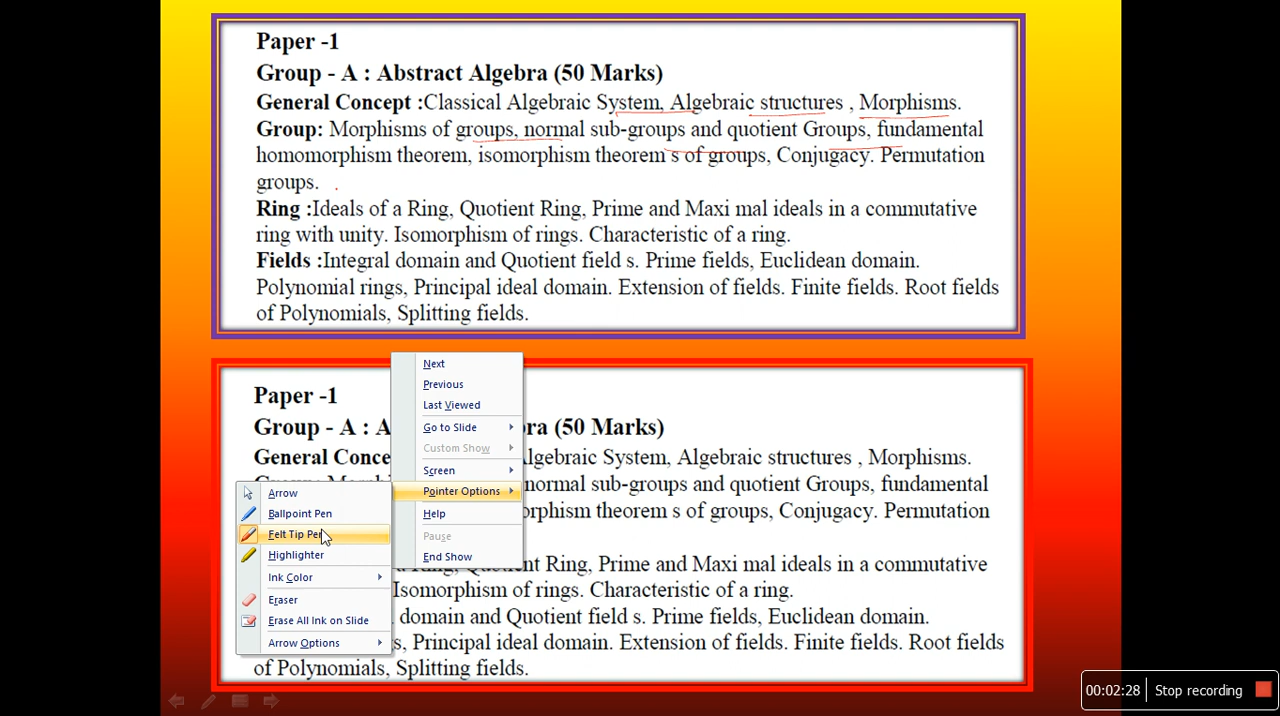 Paper -1
Group - A : Abstract Algebra (50 Marks)
General Concept :Classical Algebraic System, Algebraic structures , Morphisms.
Group: Morphisms of groups, normal sub-groups and quotient Groups, fundamental
homomorphism theorem, isomorphism theorem s of groups, Conjugacy. Permutation
groups.
Ring :Ideals of a Ring, Quotient Ring, Prime and Maxi mal ideals in a commutative
ring with unity. Isomorphism of rings. Characteristic of a ring.
Fields :Integral domain and Quotient field s. Prime fields, Euclidean domain.
Polynomial rings, Principal ideal domain. Extension of fields. Finite fields. Root fields
of Polynomials, Splitting fields.
Paper -1
Group - A : A
ra (50 Marks)
General Conce
lgebraic System, Algebraic structures , Morphisms.
normal sub-groups and quotient Groups, fundamental
orphism theorem s of groups, Conjugacy. Permutation
Ring, Quotient Ring, Prime and Maxi mal ideals in a commutative
Isomorphism of rings. Characteristic of a ring.
domain and Quotient field s. Prime fields, Euclidean domain.
s, Principal ideal domain. Extension of fields. Finite fields. Root fields
of Polynomials, Splitting fields.
Next
Previous
Last Viewed
Go to Slide
Custom Show
Screen
Pointer Options
Help
Pause
End Show
Arrow
Ballpoint Pen
Felt Tip Pen
Highlighter
Ink Color
Eraser
Erase All Ink on Slide
Arrow Options
00:02:28 Stop recording